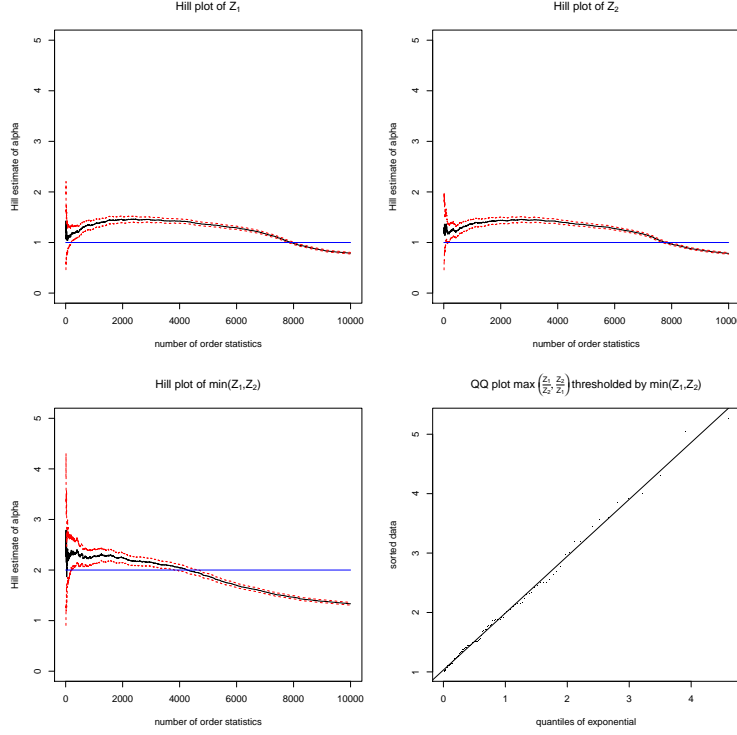 Hill plot of Z₁
Hill estimate of alpha
0 1 2 3 4 5
0 2000 4000 6000 8000 10000
number of order statistics
Hill plot of Z₂
Hill estimate of alpha
0 1 2 3 4 5
0 2000 4000 6000 8000 10000
number of order statistics
Hill plot of min(Z₁,Z₂)
Hill estimate of alpha
0 1 2 3 4 5
0 2000 4000 6000 8000 10000
number of order statistics
QQ plot max (Z₁/Z₂, Z₂/Z₁) thresholded by min(Z₁,Z₂)
sorted data
1 2 3 4 5
0 1 2 3 4
quantiles of exponential